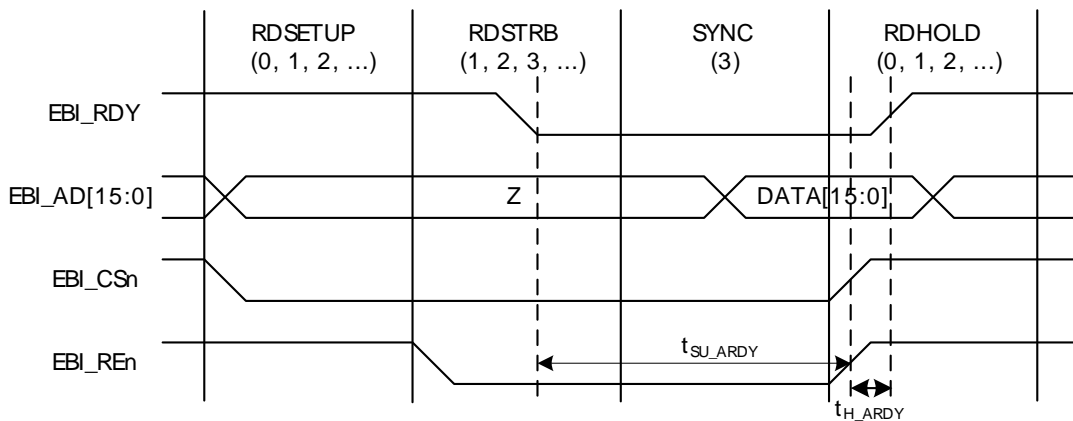 RDSETUP
(0, 1, 2, ...)
RDSTRB
(1, 2, 3, ...)
SYNC
(3)
RDHOLD
(0, 1, 2, ...)
EBI_RDY
EBI_AD[15:0]
Z
DATA[15:0]
EBI_CSn
EBI_REn
tSU_ARDY
tH_ARDY